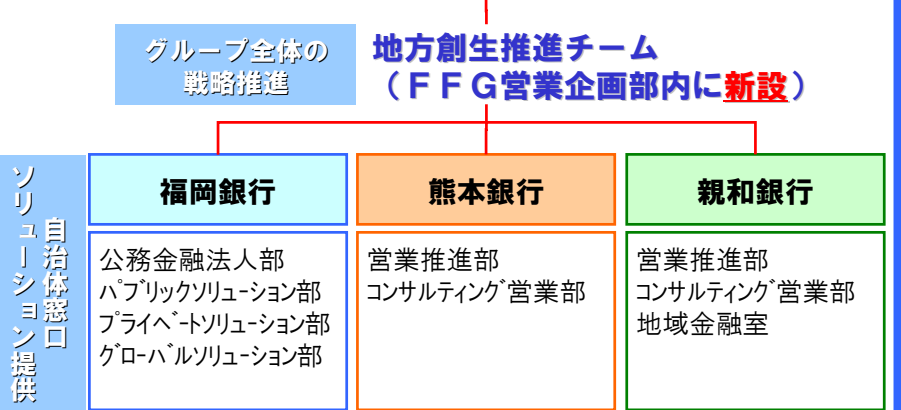 グループ全体の
戦略推進
地方創生推進チーム
（ＦＦＧ営業企画部内に新設）
自治体窓口
ソリューション提供
福岡銀行
公務金融法人部
ﾊﾟﾌﾞﾘｯｸｿﾘｭｰｼｮﾝ部
ﾌﾟﾗｲﾍﾞｰﾄｿﾘｭｰｼｮﾝ部
ｸﾞﾛｰﾊﾞﾙｿﾘｭｰｼｮﾝ部
熊本銀行
営業推進部
ｺﾝｻﾙﾃｨﾝｸﾞ営業部
親和銀行
営業推進部
ｺﾝｻﾙﾃｨﾝｸﾞ営業部
地域金融室